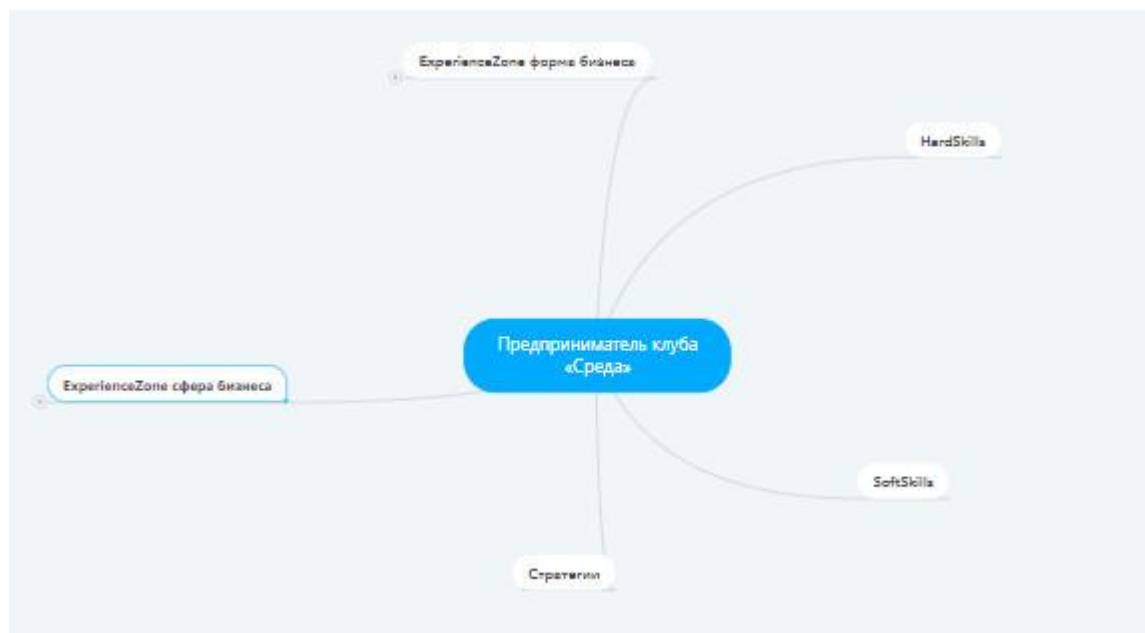 ExperienceZone форма бизнеса
HardSkills
Предприниматель клуба
«Среда»
ExperienceZone сфера бизнеса
SoftSkills
Стратегии